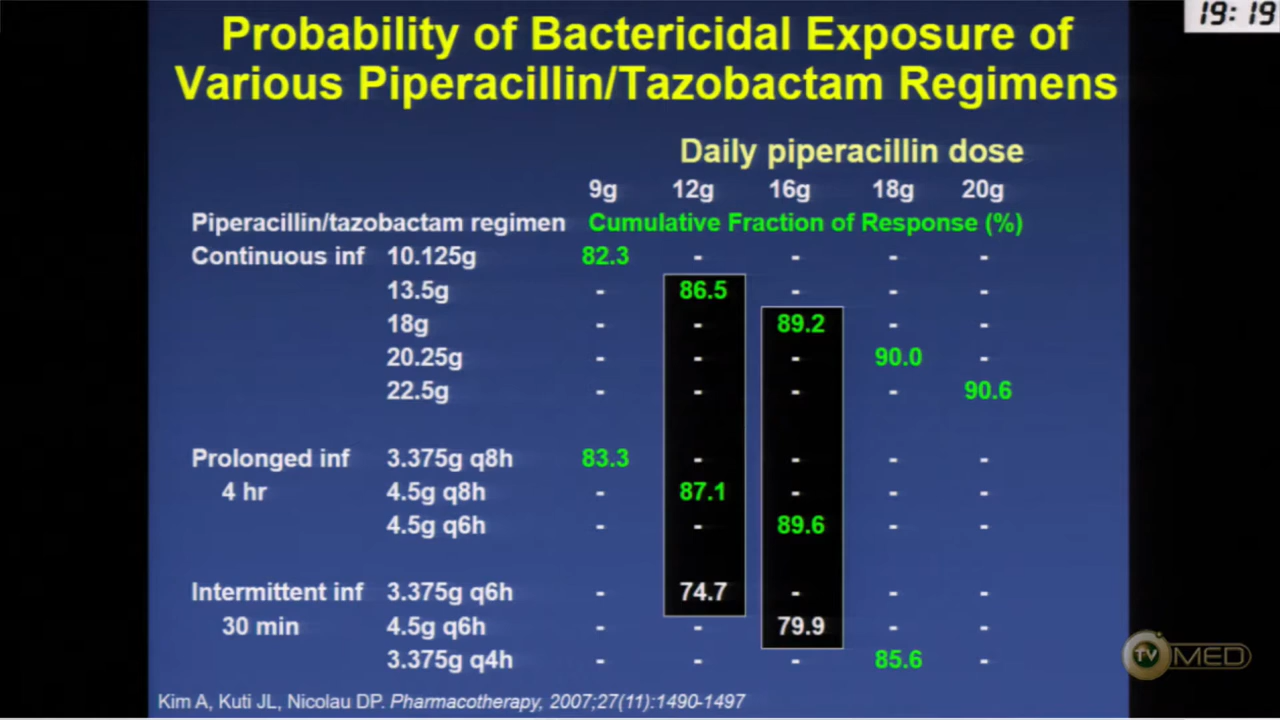 19:19
Probability of Bactericidal Exposure of
Various Piperacillin/Tazobactam Regimens
Daily piperacillin dose
9g 12g 16g 18g 20g
Piperacillin/tazobactam regimen Cumulative Fraction of Response (%)
Continuous inf 10.125g 82.3 - - - -
13.5g - 86.5 - - -
18g - - 89.2 - -
20.25g - - - 90.0 -
22.5g - - - - 90.6
Prolonged inf 3.375g q8h 83.3 - - - -
4 hr 4.5g q8h - 87.1 - - -
4.5g q6h - - 89.6 - -
Intermittent inf 3.375g q6h - 74.7 - - -
30 min 4.5g q6h - - 79.9 - -
3.375g q4h - - - 85.6 -
Kim A, Kuti JL, Nicolau DP. Pharmacotherapy, 2007;27(11):1490-1497
TV MED